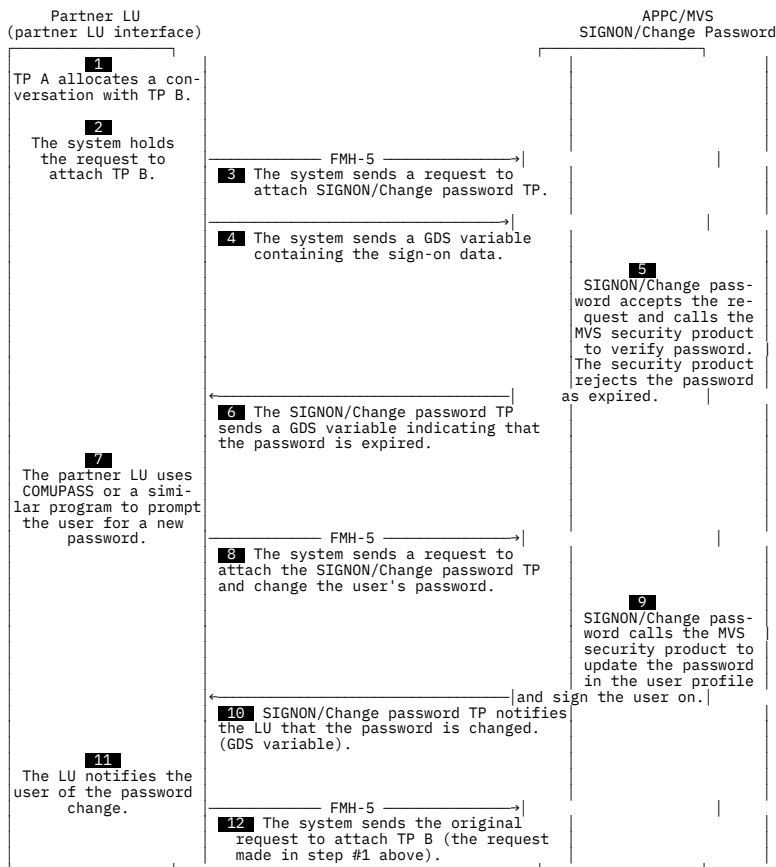 Partner LU
(partner LU interface)
APPC/MVS
SIGNON/Change Password
1
TP A allocates a con-
versation with TP B.
2
The system holds
the request to
attach TP B.
FMH-5
3 The system sends a request to
attach SIGNON/Change password TP.
4 The system sends a GDS variable
containing the sign-on data.
5
SIGNON/Change pass-
word accepts the re-
quest and calls the
MVS security product
to verify password.
The security product
rejects the password
as expired.
6 The SIGNON/Change password TP
sends a GDS variable indicating that
the password is expired.
7
The partner LU uses
COMUPASS or a simi-
lar program to prompt
the user for a new
password.
FMH-5
8 The system sends a request to
attach the SIGNON/Change password TP
and change the user's password.
9
SIGNON/Change pass-
word calls the MVS
security product to
update the password
in the user profile
and sign the user on.
10 SIGNON/Change password TP notifies
the LU that the password is changed.
(GDS variable).
11
The LU notifies the
user of the password
change.
FMH-5
12 The system sends the original
request to attach TP B (the request
made in step #1 above).